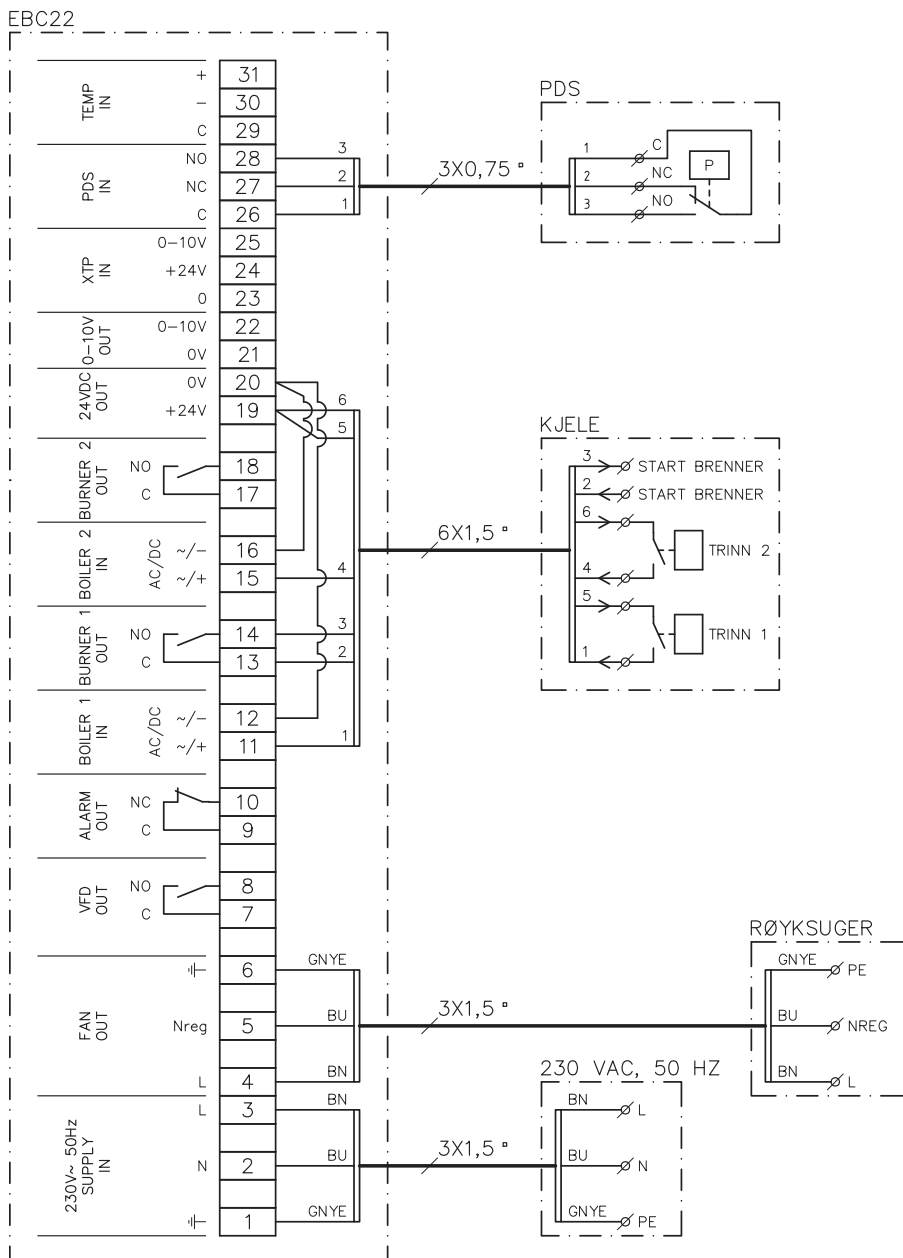 EBC22
TEMP IN
+ 31
- 30
C 29
PDS IN
NO 28 3
NC 27 2
C 26 1
3X0,75 ▫
PDS
1 C
2 NC
3 NO
P
XTP IN
0-10V 25
+24V 24
0 23
0-10V OUT
0-10V 22
0V 21
24VDC OUT
0V 20
+24V 19 6
5
BURNER 2 OUT
NO 18
C 17
BOILER 2 IN
AC/DC
~/- 16
~/+ 15 4
6X1,5 ▫
KJELE
3 START BRENNER
2 START BRENNER
6
TRINN 2
4
5
TRINN 1
1
BURNER 1 OUT
NO 14 3
C 13 2
BOILER 1 IN
AC/DC
~/- 12
~/+ 11 1
ALARM OUT
NC 10
C 9
VFD OUT
NO 8
C 7
FAN OUT
6 GNYE
Nreg 5 BU
L 4 BN
3X1,5 ▫
RØYKSUGER
GNYE PE
BU NREG
BN L
230V~ 50Hz SUPPLY IN
L 3 BN
N 2 BU
1 GNYE
3X1,5 ▫
230 VAC, 50 HZ
BN L
BU N
GNYE PE